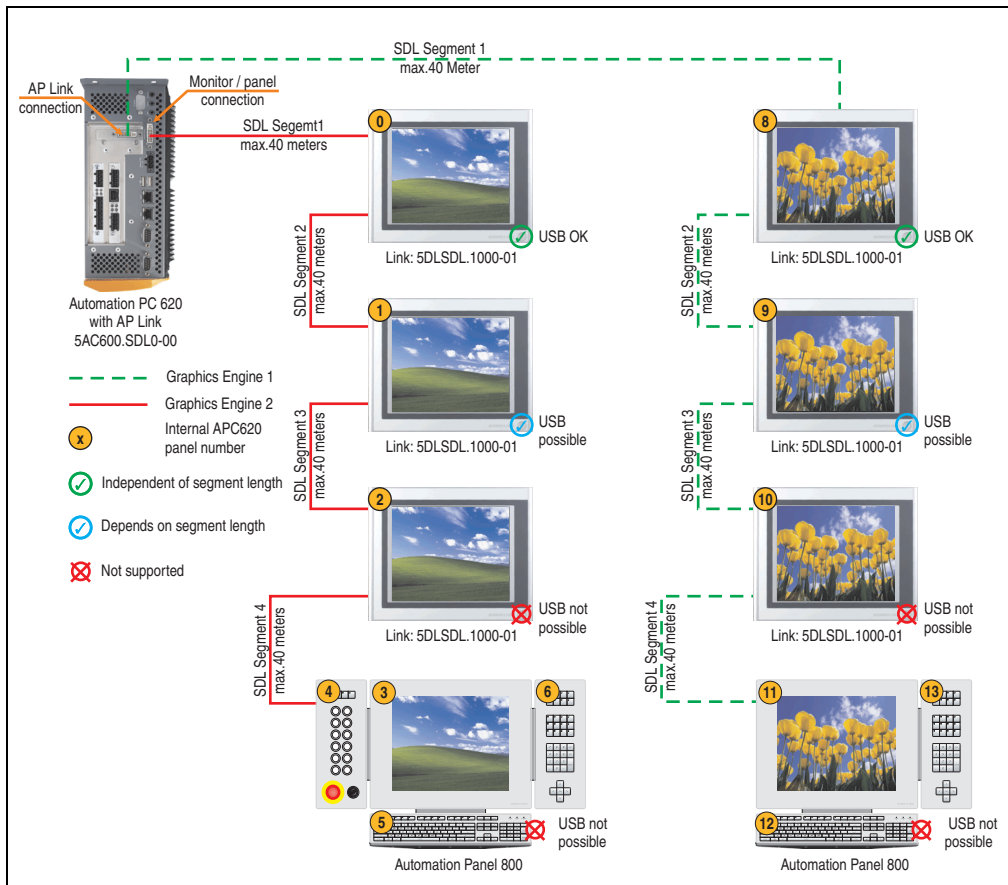 SDL Segment 1
max.40 Meter
AP Link
connection
Monitor / panel
connection
SDL Segemt1
max.40 meters
0
USB OK
Link: 5DLSDL.1000-01
8
USB OK
Link: 5DLSDL.1000-01
Automation PC 620
with AP Link
5AC600.SDL0-00
SDL Segment 2
max.40 meters
SDL Segment 2
max.40 meters
1
USB
possible
Link: 5DLSDL.1000-01
9
USB
possible
Link: 5DLSDL.1000-01
Graphics Engine 1
Graphics Engine 2
x
Internal APC620
panel number
Independent of segment length
Depends on segment length
Not supported
SDL Segment 3
max.40 meters
SDL Segment 3
max.40 meters
2
USB not
possible
Link: 5DLSDL.1000-01
10
USB not
possible
Link: 5DLSDL.1000-01
SDL Segment 4
max.40 meters
SDL Segment 4
max.40 meters
4
3
6
5
USB not
possible
Automation Panel 800
11
13
12
USB not
possible
Automation Panel 800